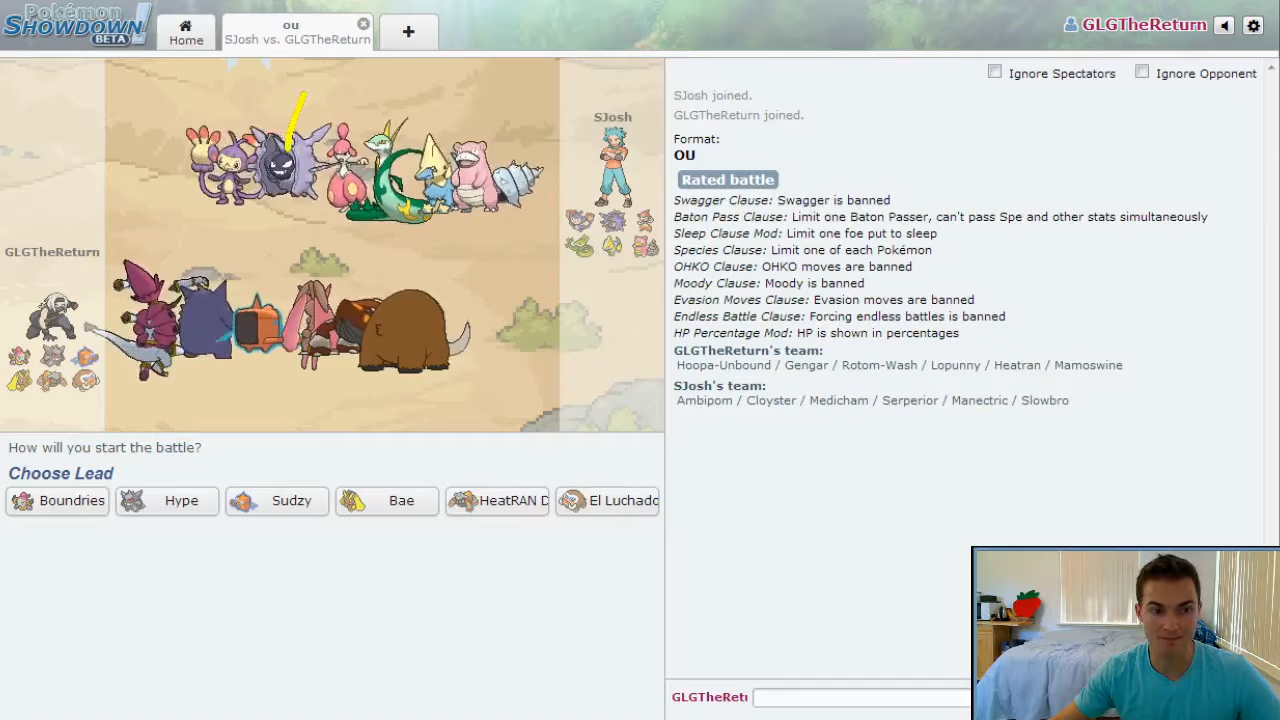 Pokémon
SHOWDOWN!
BETA
Home
ou
SJosh vs. GLGTheReturn
+
GLGTheReturn
SJosh
GLGTheReturn
How will you start the battle?
Choose Lead
Boundries
Hype
Sudzy
Bae
HeatRAN D
El Luchado
Ignore Spectators
Ignore Opponent
SJosh joined.
GLGTheReturn joined.
Format:
OU
Rated battle
Swagger Clause: Swagger is banned
Baton Pass Clause: Limit one Baton Passer, can't pass Spe and other stats simultaneously
Sleep Clause Mod: Limit one foe put to sleep
Species Clause: Limit one of each Pokémon
OHKO Clause: OHKO moves are banned
Moody Clause: Moody is banned
Evasion Moves Clause: Evasion moves are banned
Endless Battle Clause: Forcing endless battles is banned
HP Percentage Mod: HP is shown in percentages
GLGTheReturn's team:
Hoopa-Unbound / Gengar / Rotom-Wash / Lopunny / Heatran / Mamoswine
SJosh's team:
Ambipom / Cloyster / Medicham / Serperior / Manectric / Slowbro
GLGTheRetu